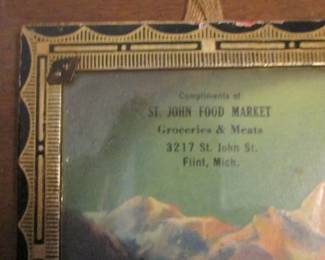 Compliments of
ST. JOHN FOOD MARKET
Groceries & Meats
3217 St. John St.
Flint, Mich.